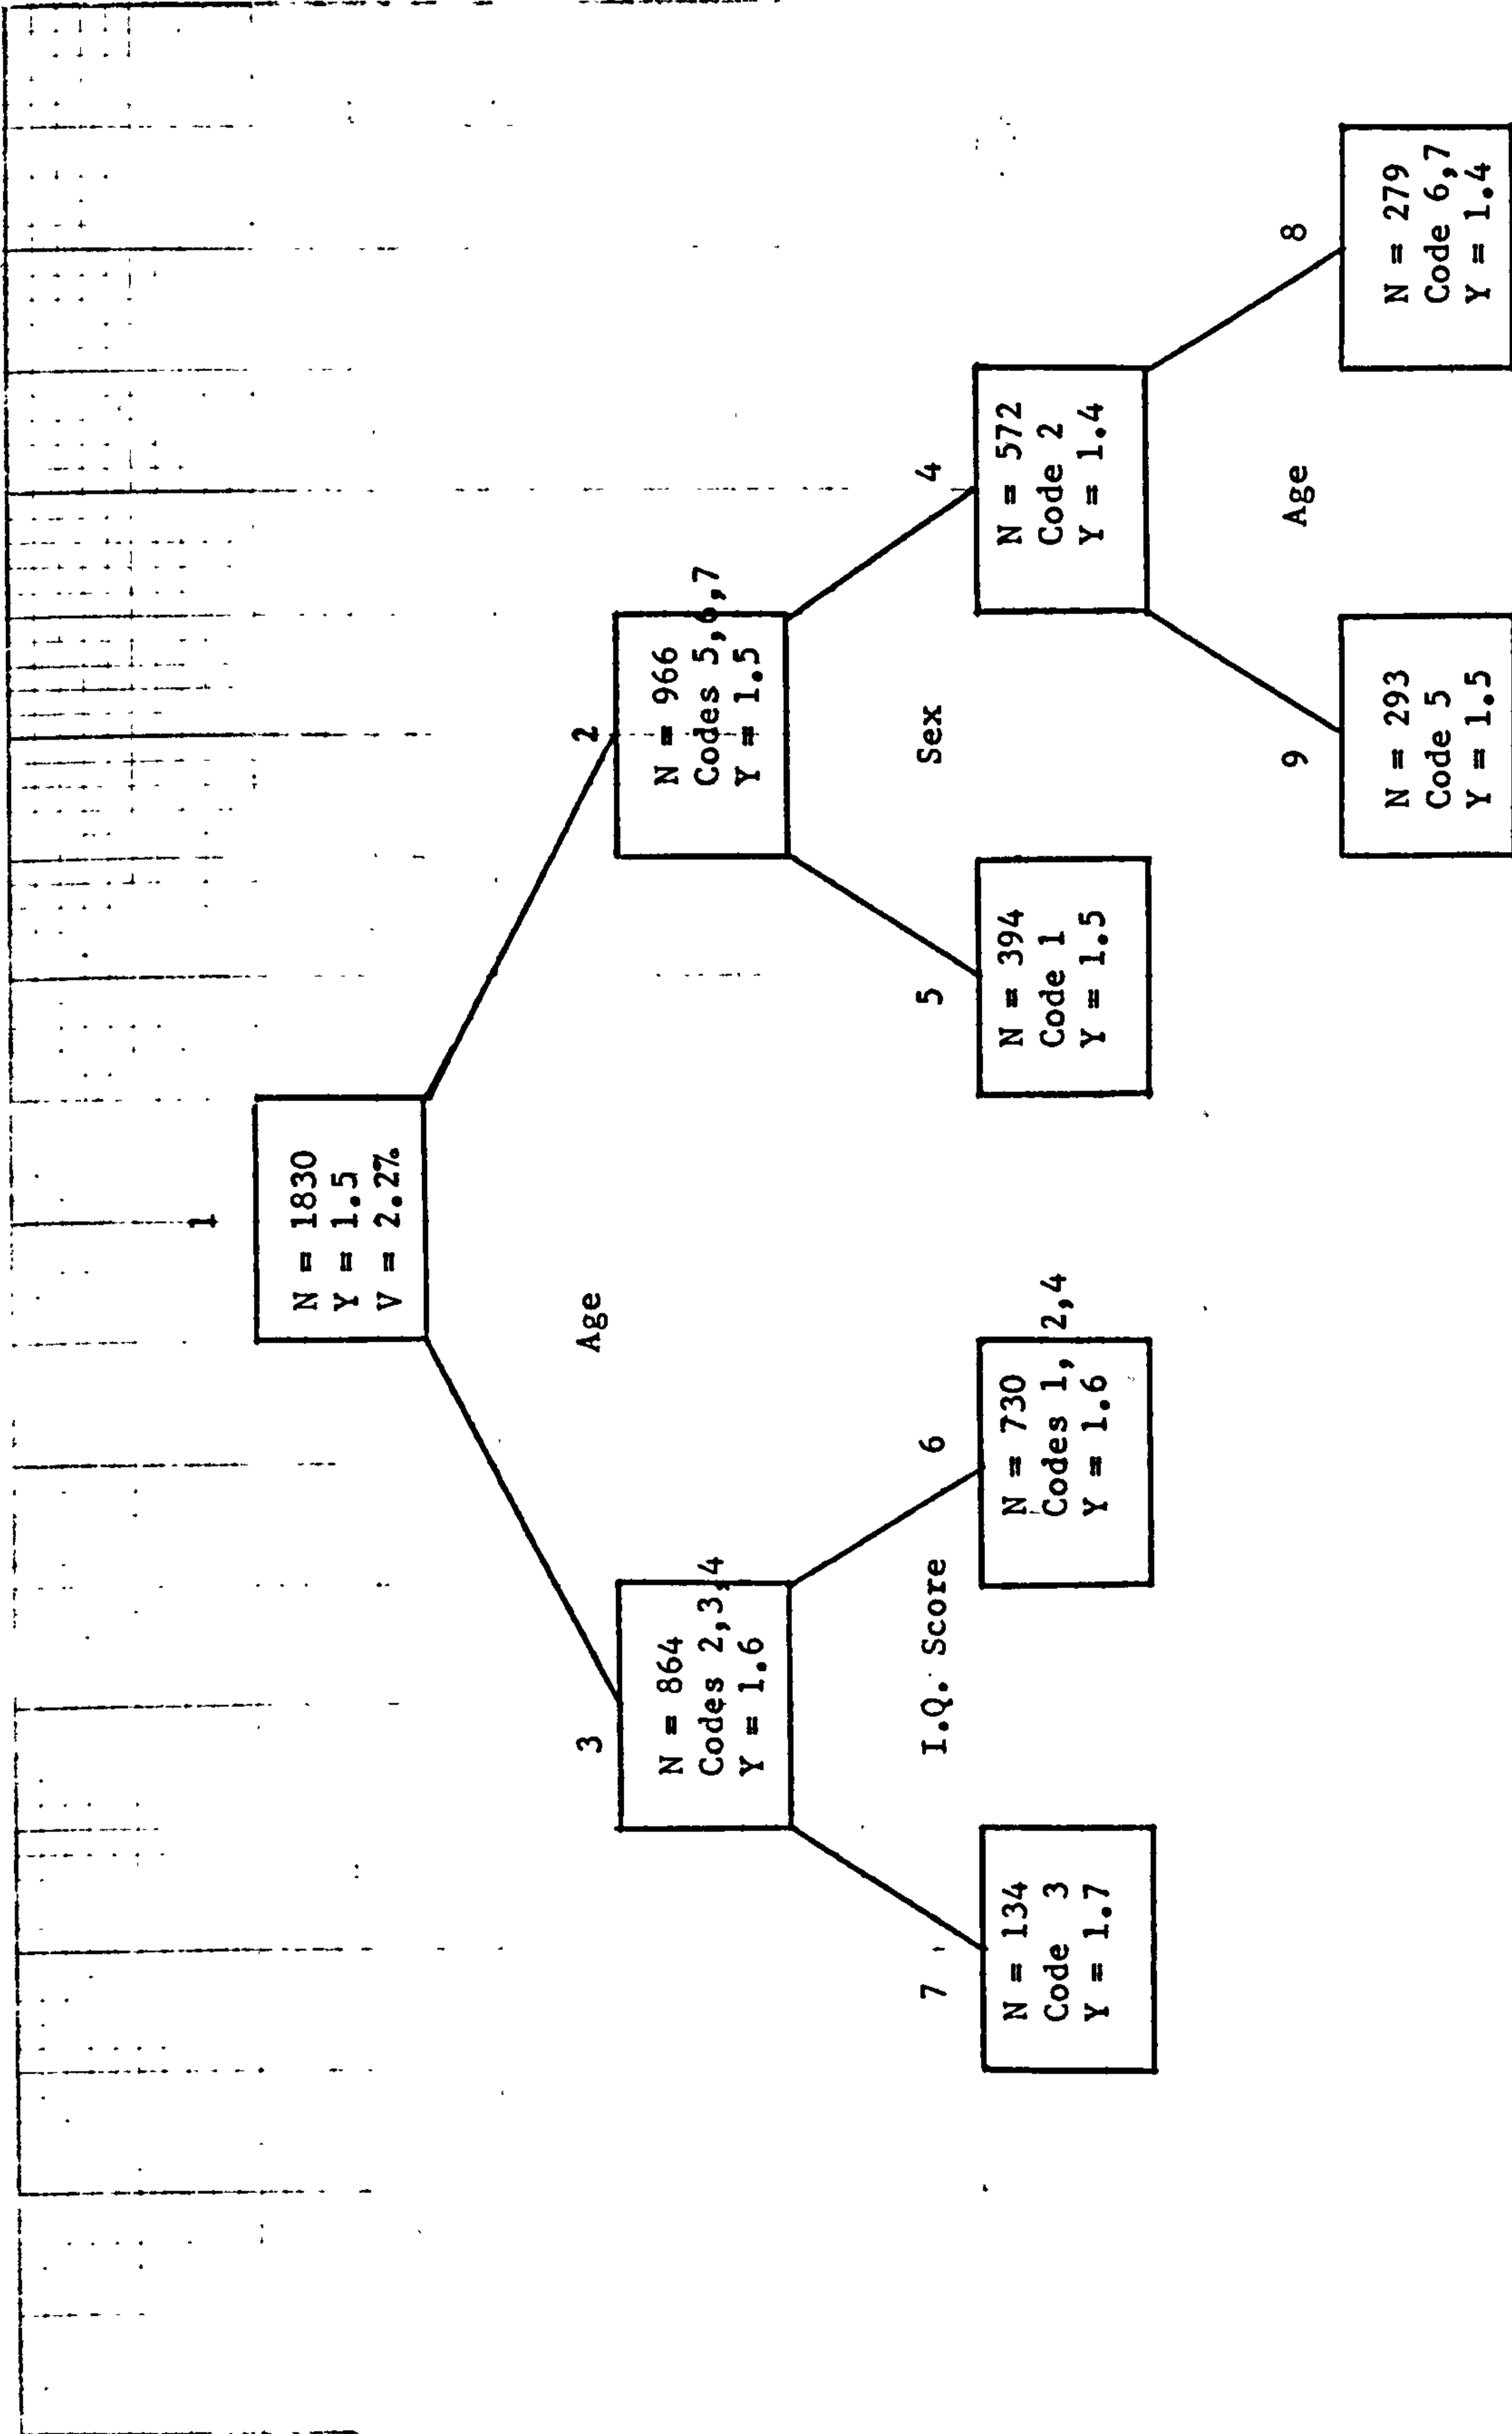 1
N = 1830
Y = 1.5
V = 2.2%
Age
3
N = 864
Codes 2,3,4
Y = 1.6
2
N = 966
Codes 5,6,7
Y = 1.5
I.Q. Score
Sex
7
N = 134
Code 3
Y = 1.7
6
N = 730
Codes 1, 2,4
Y = 1.6
5
N = 394
Code 1
Y = 1.5
4
N = 572
Code 2
Y = 1.4
Age
9
N = 293
Code 5
Y = 1.5
8
N = 279
Code 6,7
Y = 1.4